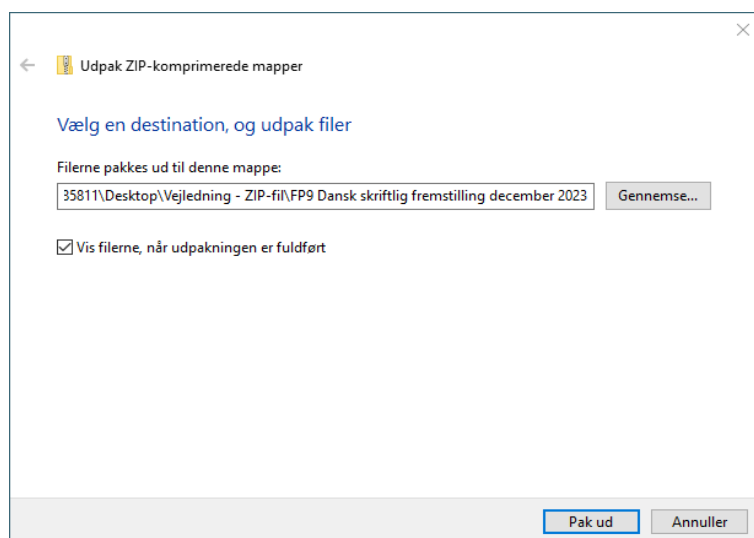 Udpak ZIP-komprimerede mapper
Vælg en destination, og udpak filer
Filerne pakkes ud til denne mappe:
35811\Desktop\Vejledning - ZIP-fil\FP9 Dansk skriftlig fremstilling december 2023
Gennemse...
Vis filerne, når udpakningen er fuldført
Pak ud
Annuller